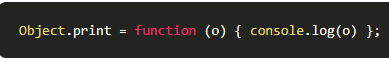 Object.print = function (o) { console.log(o) };